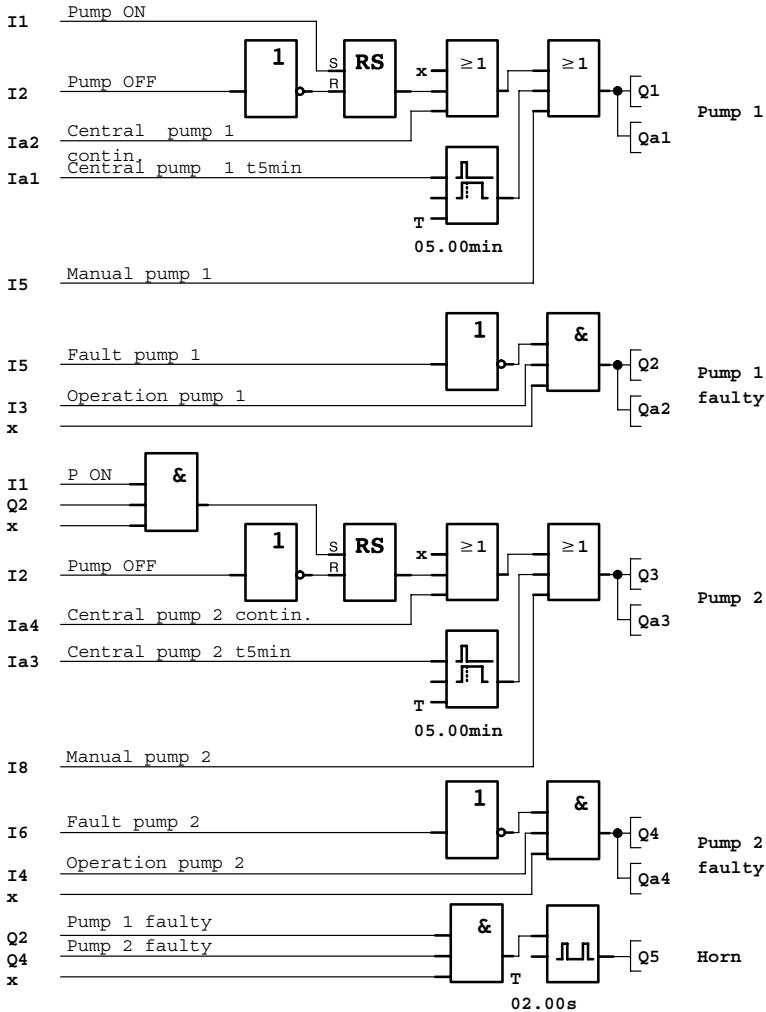 I1 Pump ON
1 S RS x ≥1 ≥1
I2 Pump OFF R Q1
Pump 1
Ia2 Central pump 1 contin. Qa1
Ia1 Central pump 1 t5min
T
05.00min
I5 Manual pump 1
1 &
I5 Fault pump 1 Q2 Pump 1 faulty
I3 Operation pump 1 Qa2
x
I1 P ON &
Q2
x
1 S RS x ≥1 ≥1
I2 Pump OFF R Q3
Pump 2
Ia4 Central pump 2 contin. Qa3
Ia3 Central pump 2 t5min
T
05.00min
I8 Manual pump 2
1 &
I6 Fault pump 2 Q4 Pump 2 faulty
I4 Operation pump 2 Qa4
x
Q2 Pump 1 faulty &
Q4 Pump 2 faulty Q5 Horn
x T
02.00s